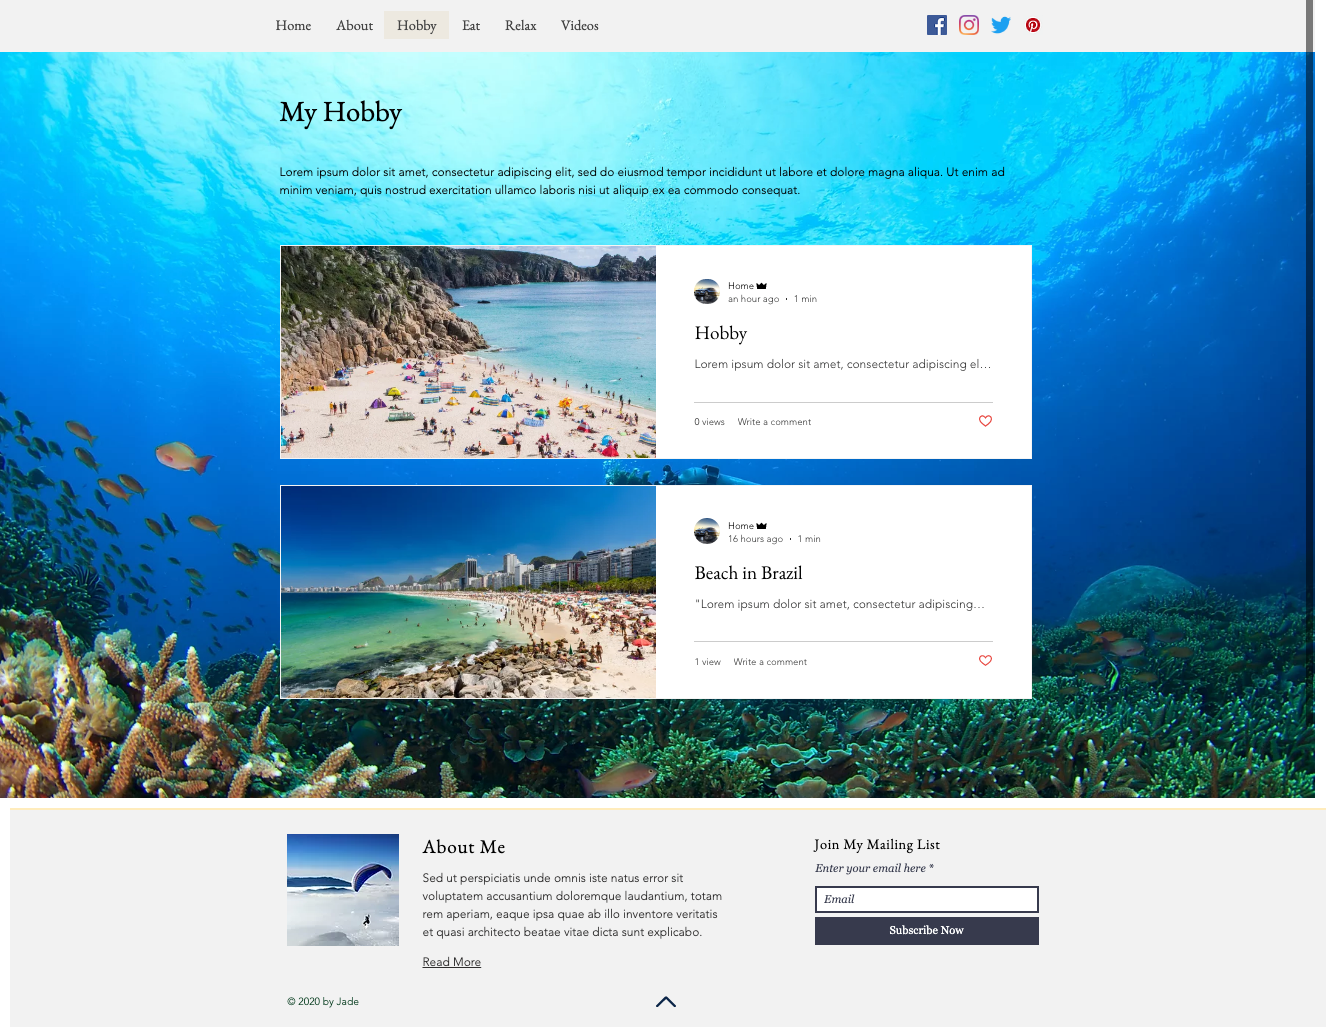 Home About Hobby Eat Relax Videos
My Hobby
Lorem ipsum dolor sit amet, consectetur adipiscing elit, sed do eiusmod tempor incididunt ut labore et dolore magna aliqua. Ut enim ad
minim veniam, quis nostrud exercitation ullamco laboris nisi ut aliquip ex ea commodo consequat.
Home
an hour ago · 1 min
Hobby
Lorem ipsum dolor sit amet, consectetur adipiscing el...
0 views Write a comment
Home
16 hours ago · 1 min
Beach in Brazil
"Lorem ipsum dolor sit amet, consectetur adipiscing...
1 view Write a comment
About Me
Sed ut perspiciatis unde omnis iste natus error sit
voluptatem accusantium doloremque laudantium, totam
rem aperiam, eaque ipsa quae ab illo inventore veritatis
et quasi architecto beatae vitae dicta sunt explicabo.
Read More
Join My Mailing List
Enter your email here *
Email
Subscribe Now
© 2020 by Jade